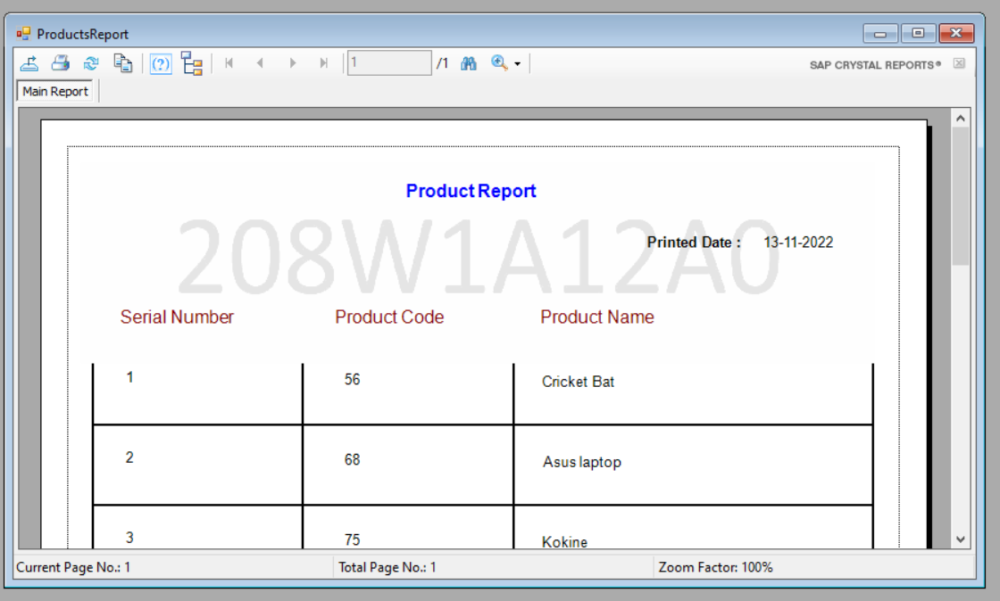 ProductsReport
1 /1 SAP CRYSTAL REPORTS®
Main Report
Product Report
208W1A12A0
Printed Date : 13-11-2022
Serial Number Product Code Product Name
1 56 Cricket Bat
2 68 Asus laptop
3 75 Kokine
Current Page No.: 1 Total Page No.: 1 Zoom Factor: 100%